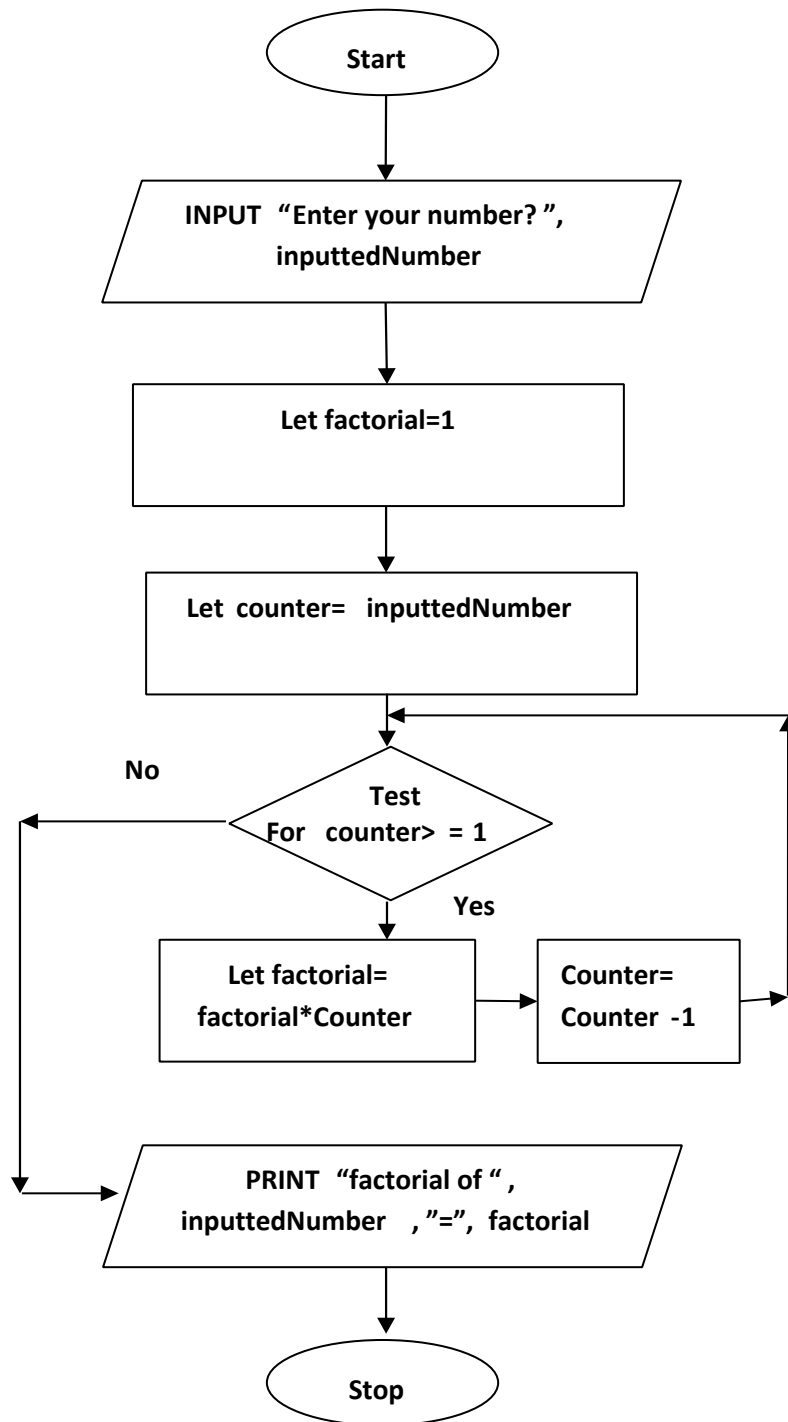 Start
INPUT “Enter your number? ”,
inputtedNumber
Let factorial=1
Let counter= inputtedNumber
No
Test
For counter> = 1
Yes
Let factorial=
factorial*Counter
Counter=
Counter -1
PRINT “factorial of “ ,
inputtedNumber , ”=”, factorial
Stop